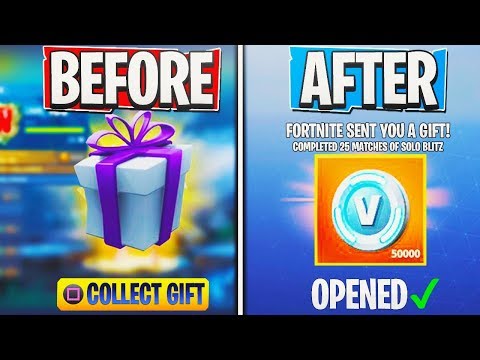 BEFORE
COLLECT GIFT
AFTER
FORTNITE SENT YOU A GIFT!
COMPLETED 25 MATCHES OF SOLO BLITZ
V
50000
OPENED